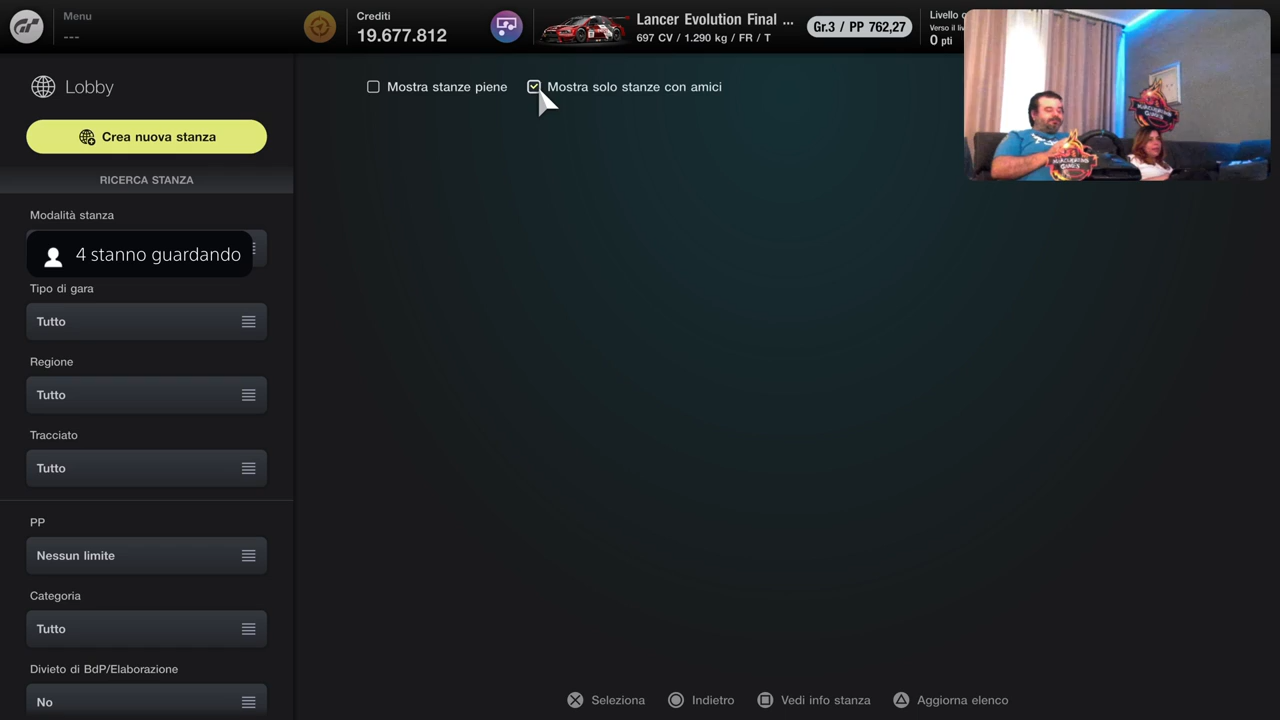 Menu
---
Crediti
19.677.812
Lancer Evolution Final ...
697 CV / 1.290 kg / FR / T
Gr.3 / PP 762,27
Livello
Verso il liv
0 pti
Lobby
Mostra stanze piene
Mostra solo stanze con amici
Crea nuova stanza
RICERCA STANZA
Modalità stanza
4 stanno guardando
Tipo di gara
Tutto
Regione
Tutto
Tracciato
Tutto
PP
Nessun limite
Categoria
Tutto
Divieto di BdP/Elaborazione
No
Seleziona
Indietro
Vedi info stanza
Aggiorna elenco